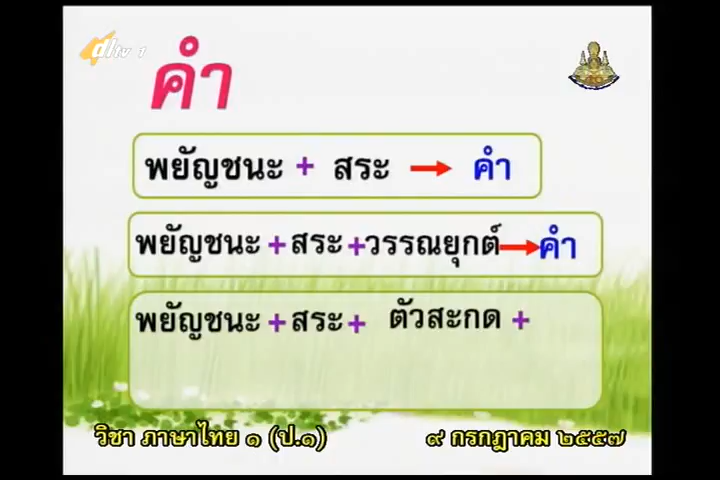 dltv 1
คำ
พยัญชนะ + สระ → คำ
พยัญชนะ + สระ + วรรณยุกต์ → คำ
พยัญชนะ + สระ + ตัวสะกด +
วิชา ภาษาไทย ๑ (ป.๑) ๙ กรกฎาคม ๒๕๕๗